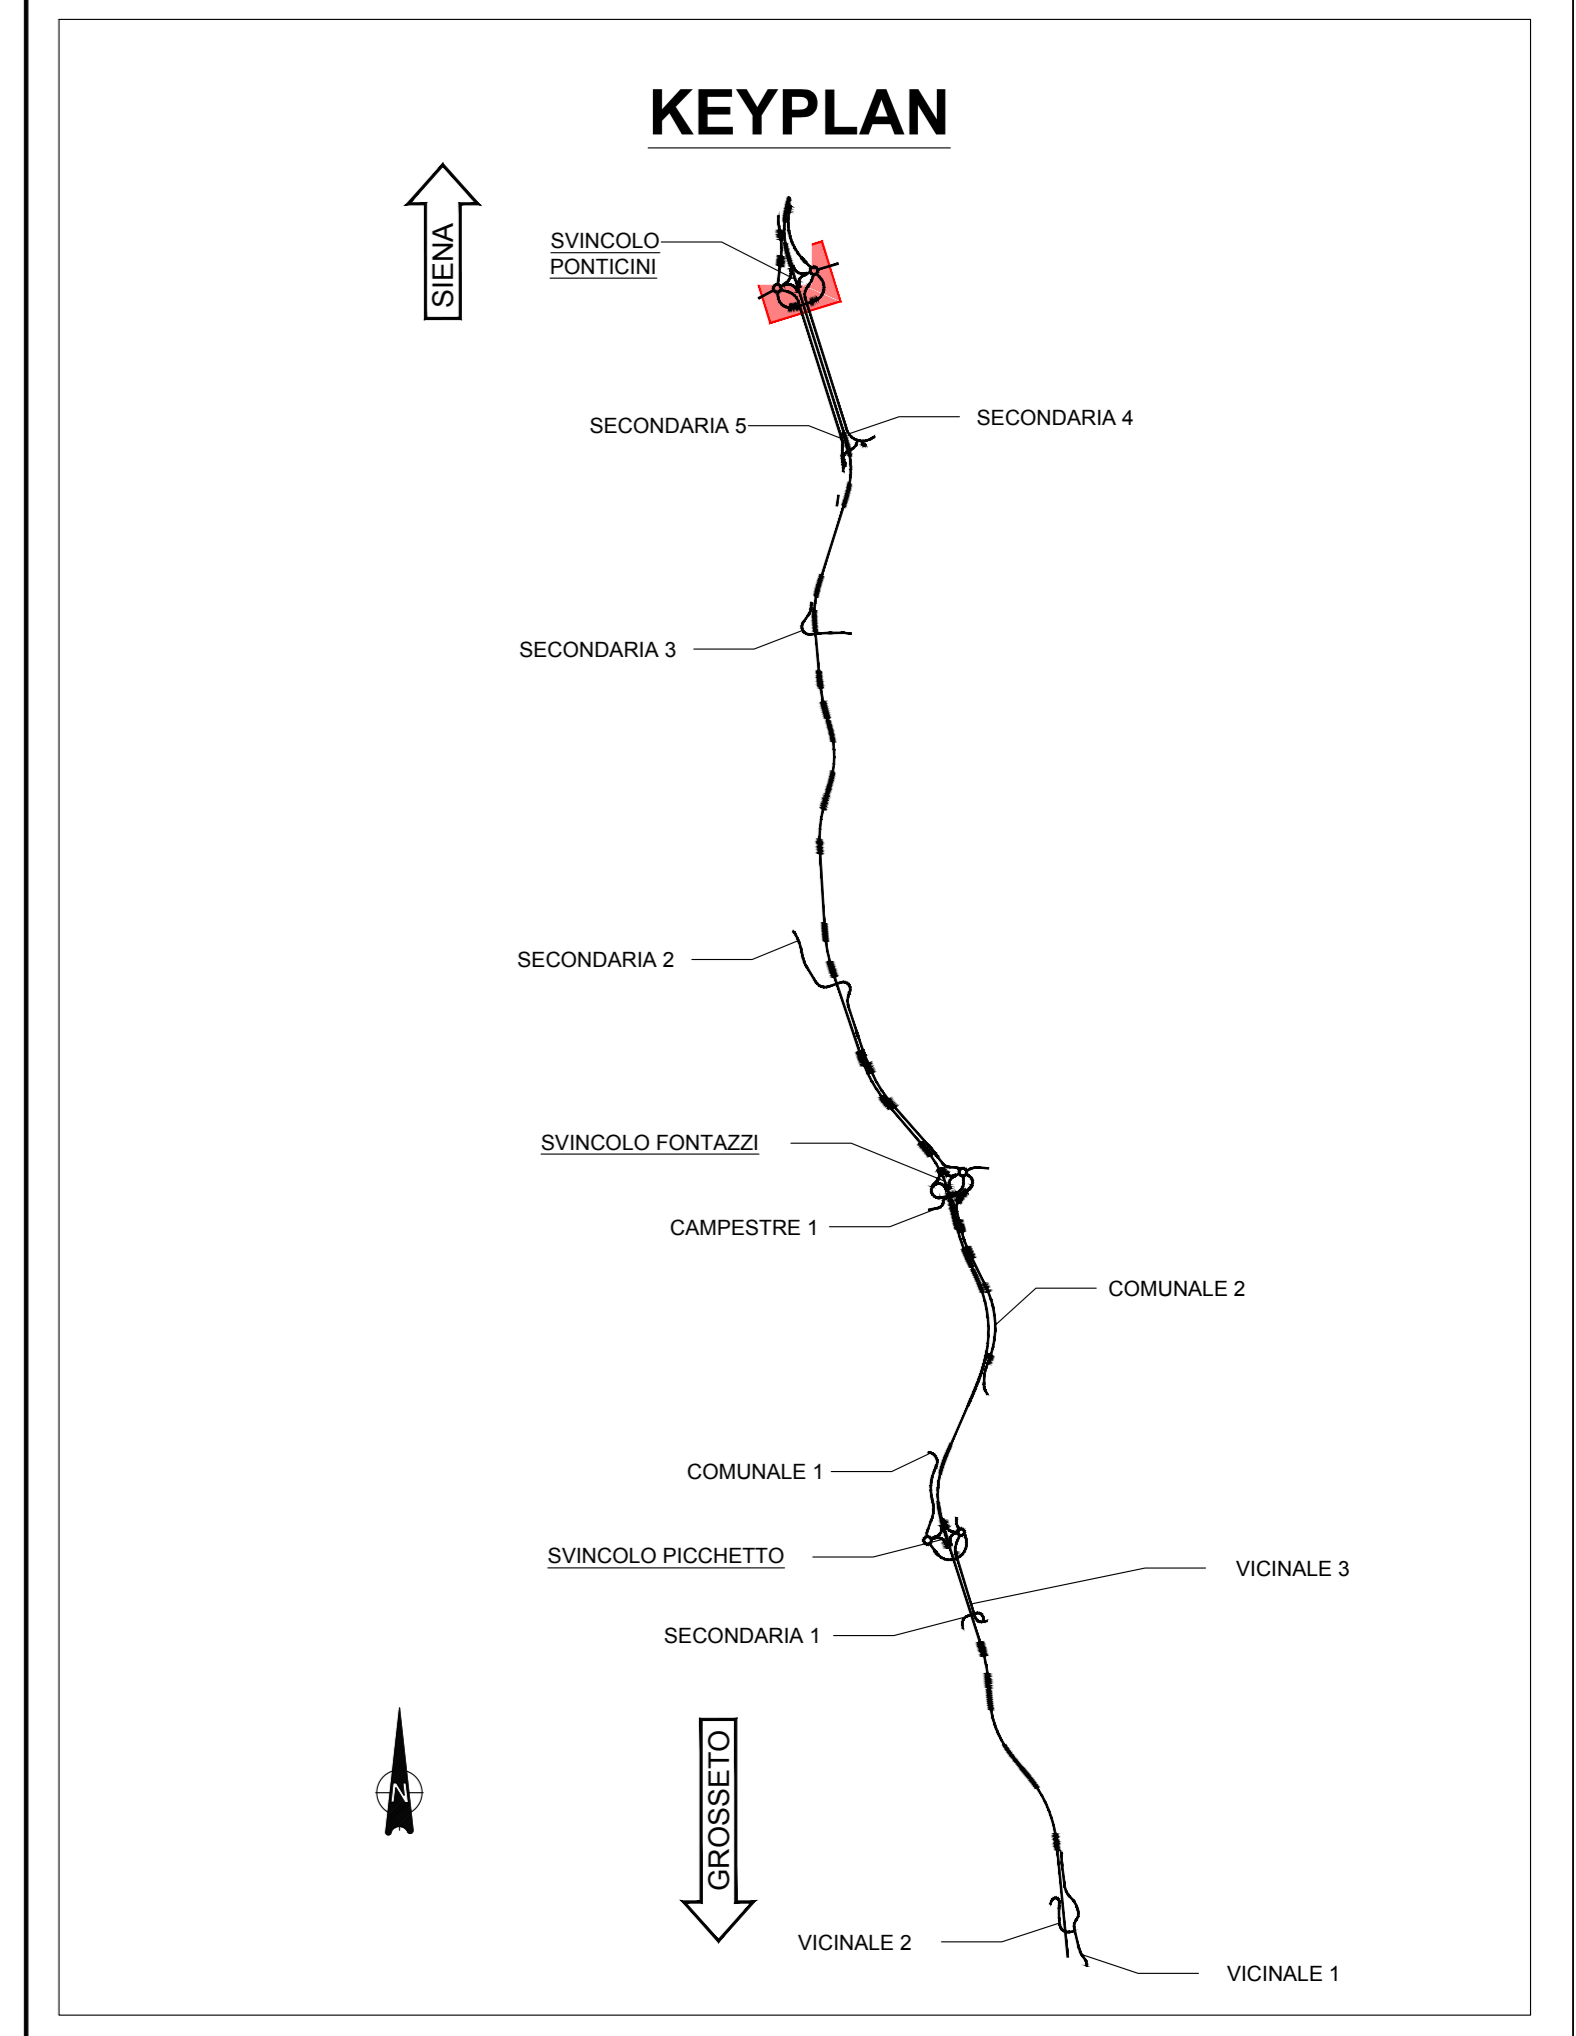 KEYPLAN
SIENA
SVINCOLO
PONTICINI
SECONDARIA 5
SECONDARIA 4
SECONDARIA 3
SECONDARIA 2
SVINCOLO FONTAZZI
CAMPESTRE 1
COMUNALE 2
COMUNALE 1
SVINCOLO PICCHETTO
VICINALE 3
SECONDARIA 1
N
GROSSETO
VICINALE 2
VICINALE 1